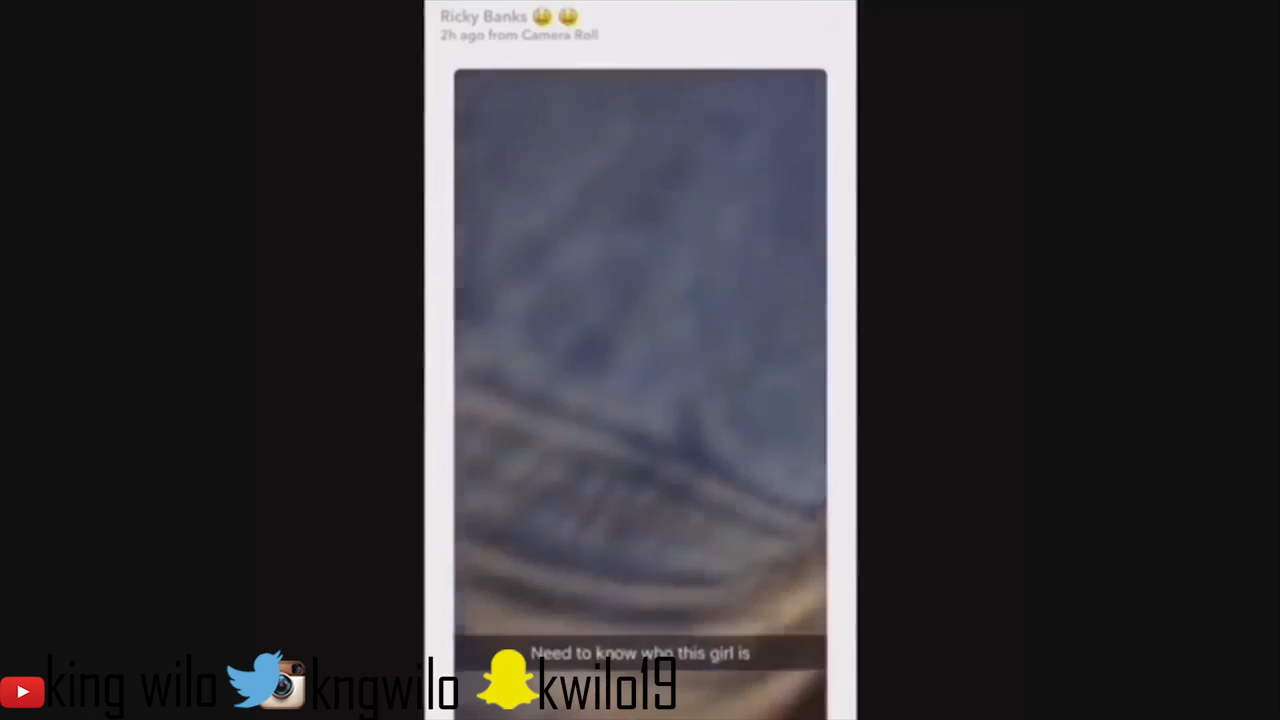 Ricky Banks 🤑 🤑
2h ago from Camera Roll
Need to know who this girl is
king wilo kngwilo kwilo19